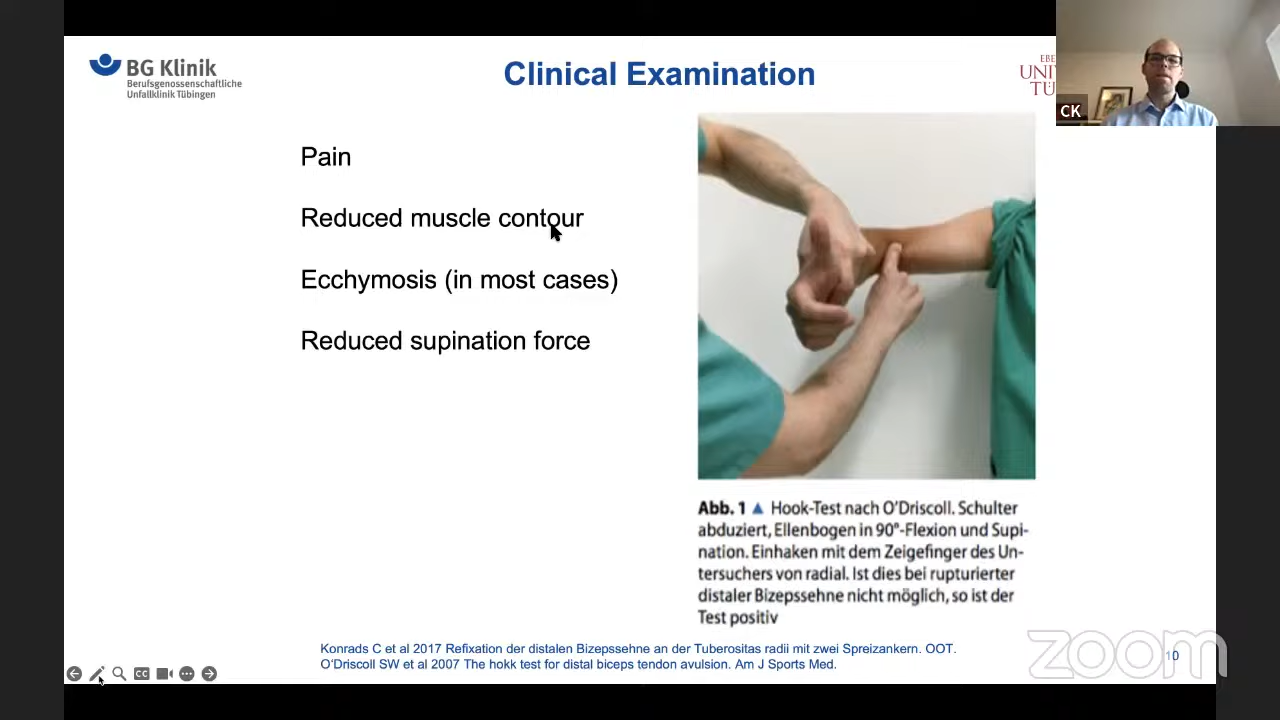 BG Klinik
Berufsgenossenschaftliche
Unfallklinik Tübingen
Clinical Examination
EBE
UNI
TÜ
CK
Pain
Reduced muscle contour
Ecchymosis (in most cases)
Reduced supination force
Abb. 1 ▲ Hook-Test nach O'Driscoll. Schulter
abduziert, Ellenbogen in 90°-Flexion und Supi-
nation. Einhaken mit dem Zeigefinger des Un-
tersuchers von radial. Ist dies bei rupturierter
distaler Bizepssehne nicht möglich, so ist der
Test positiv
Konrads C et al 2017 Refixation der distalen Bizepssehne an der Tuberositas radii mit zwei Spreizankern. OOT.
O'Driscoll SW et al 2007 The hokk test for distal biceps tendon avulsion. Am J Sports Med.
CC
zoom
10